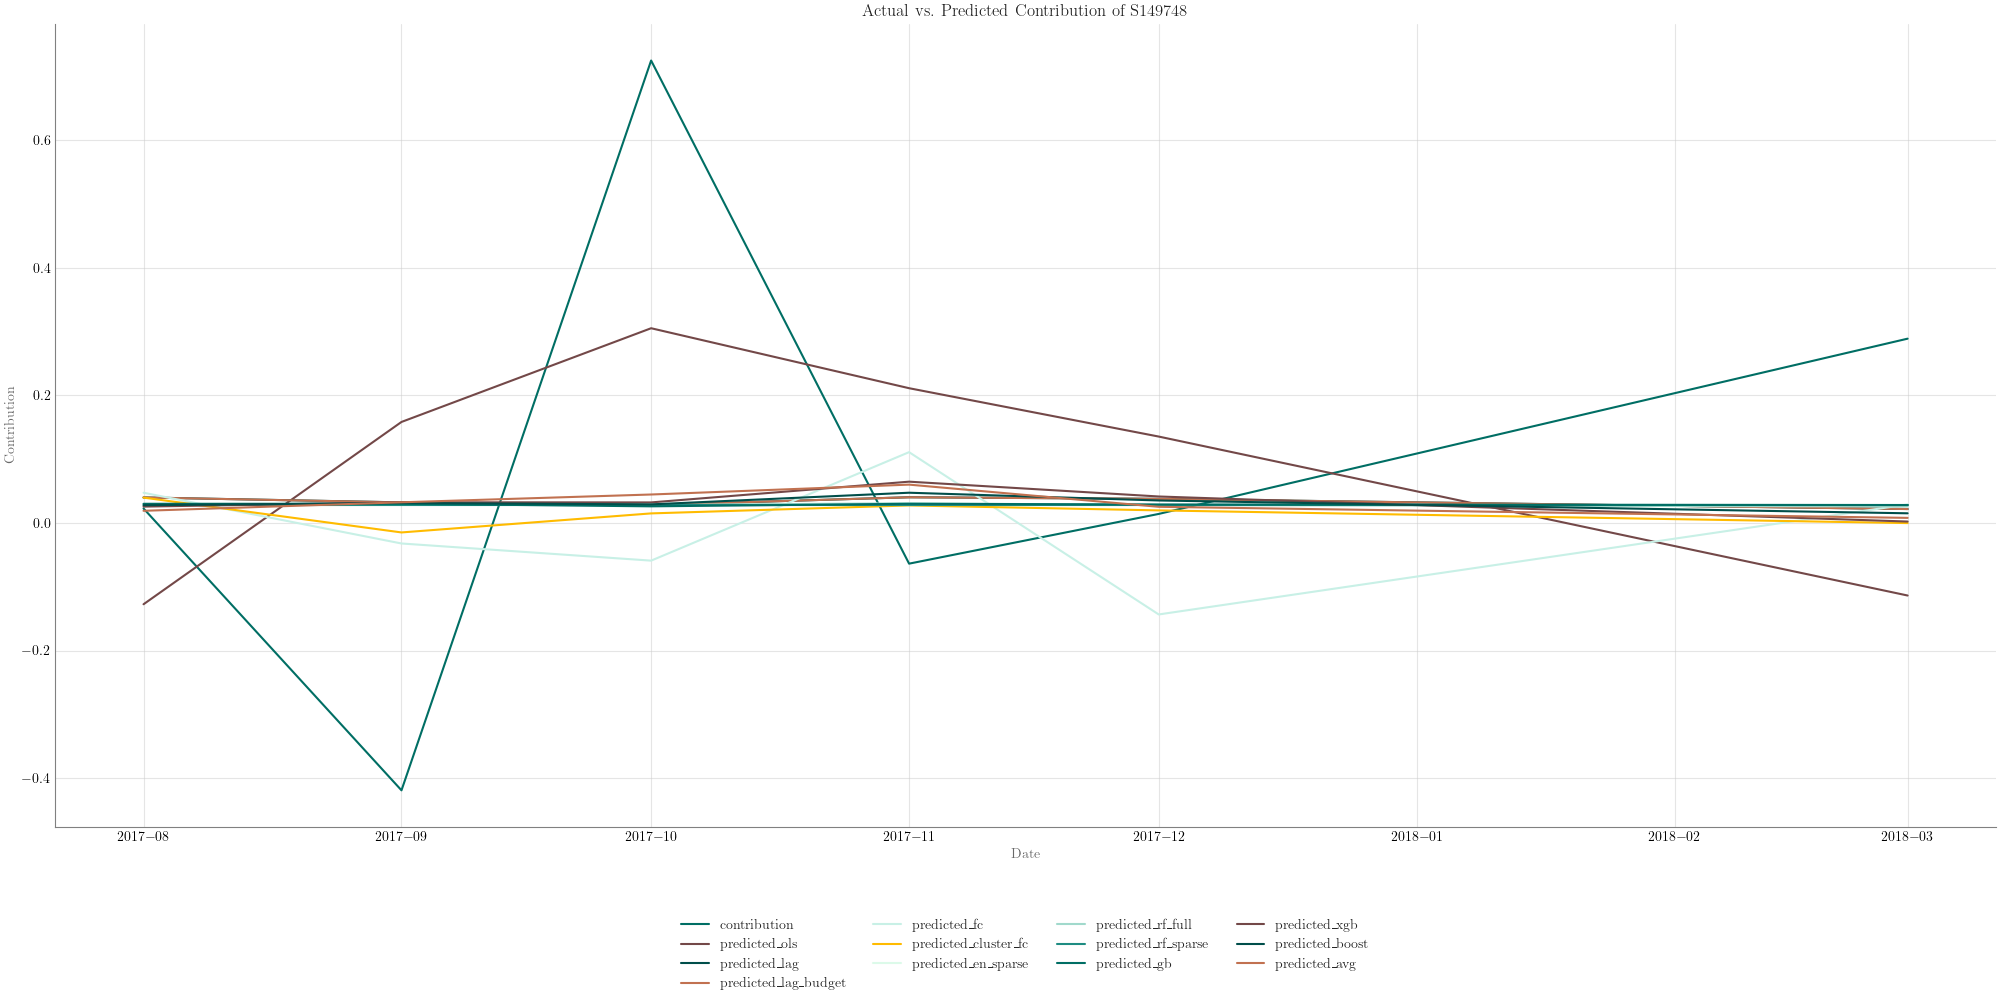 Actual vs. Predicted Contribution of S149748
Contribution
0.6
0.4
0.2
0.0
−0.2
−0.4
2017−08 2017−09 2017−10 2017−11 2017−12 2018−01 2018−02 2018−03
Date
contribution predicted_fc predicted_rf_full predicted_xgb
predicted_ols predicted_cluster_fc predicted_rf_sparse predicted_boost
predicted_lag predicted_en_sparse predicted_gb predicted_avg
predicted_lag_budget